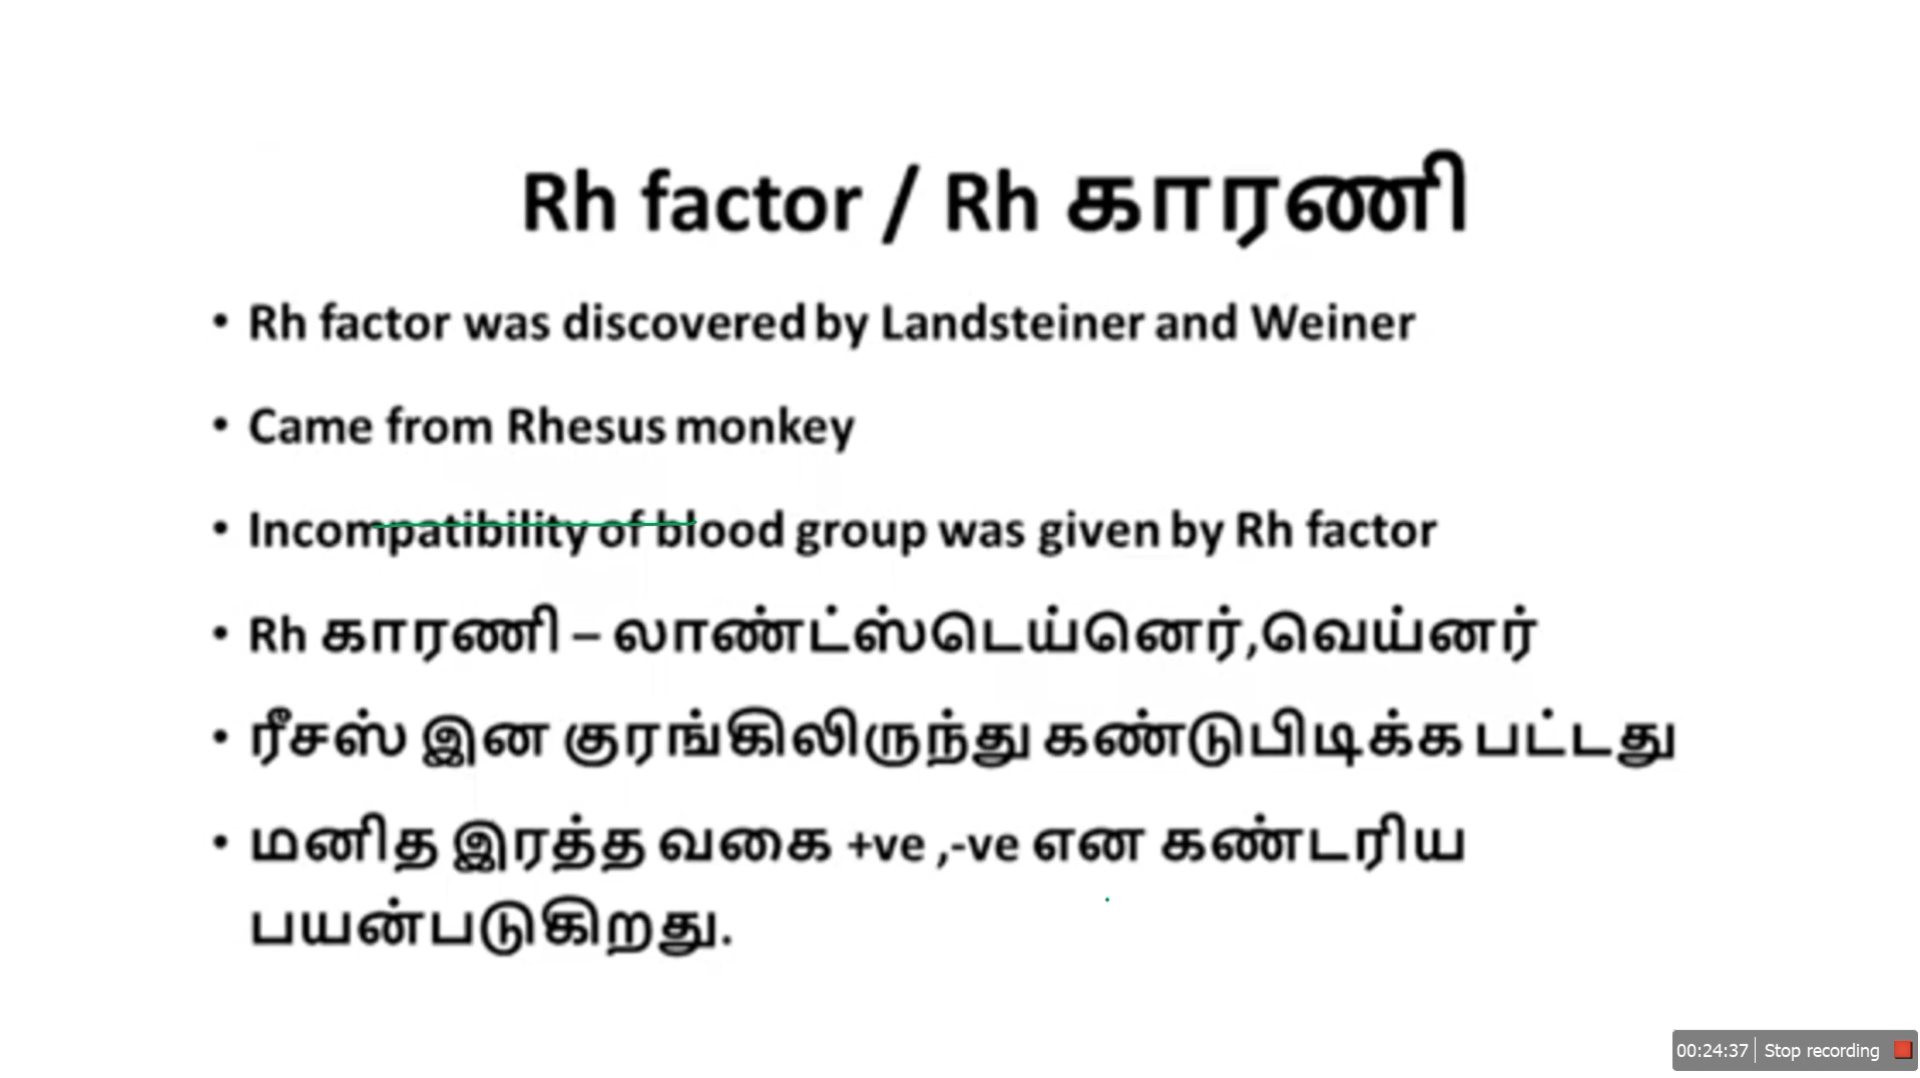 Rh factor / Rh காரணி
• Rh factor was discovered by Landsteiner and Weiner
• Came from Rhesus monkey
• Incompatibility of blood group was given by Rh factor
• Rh காரணி – லாண்ட்ஸ்டெய்னெர்,வெய்னர்
• ரீசஸ் இன குரங்கிலிருந்து கண்டுபிடிக்க பட்டது
• மனித இரத்த வகை +ve ,-ve என கண்டரிய
பயன்படுகிறது.
00:24:37 Stop recording